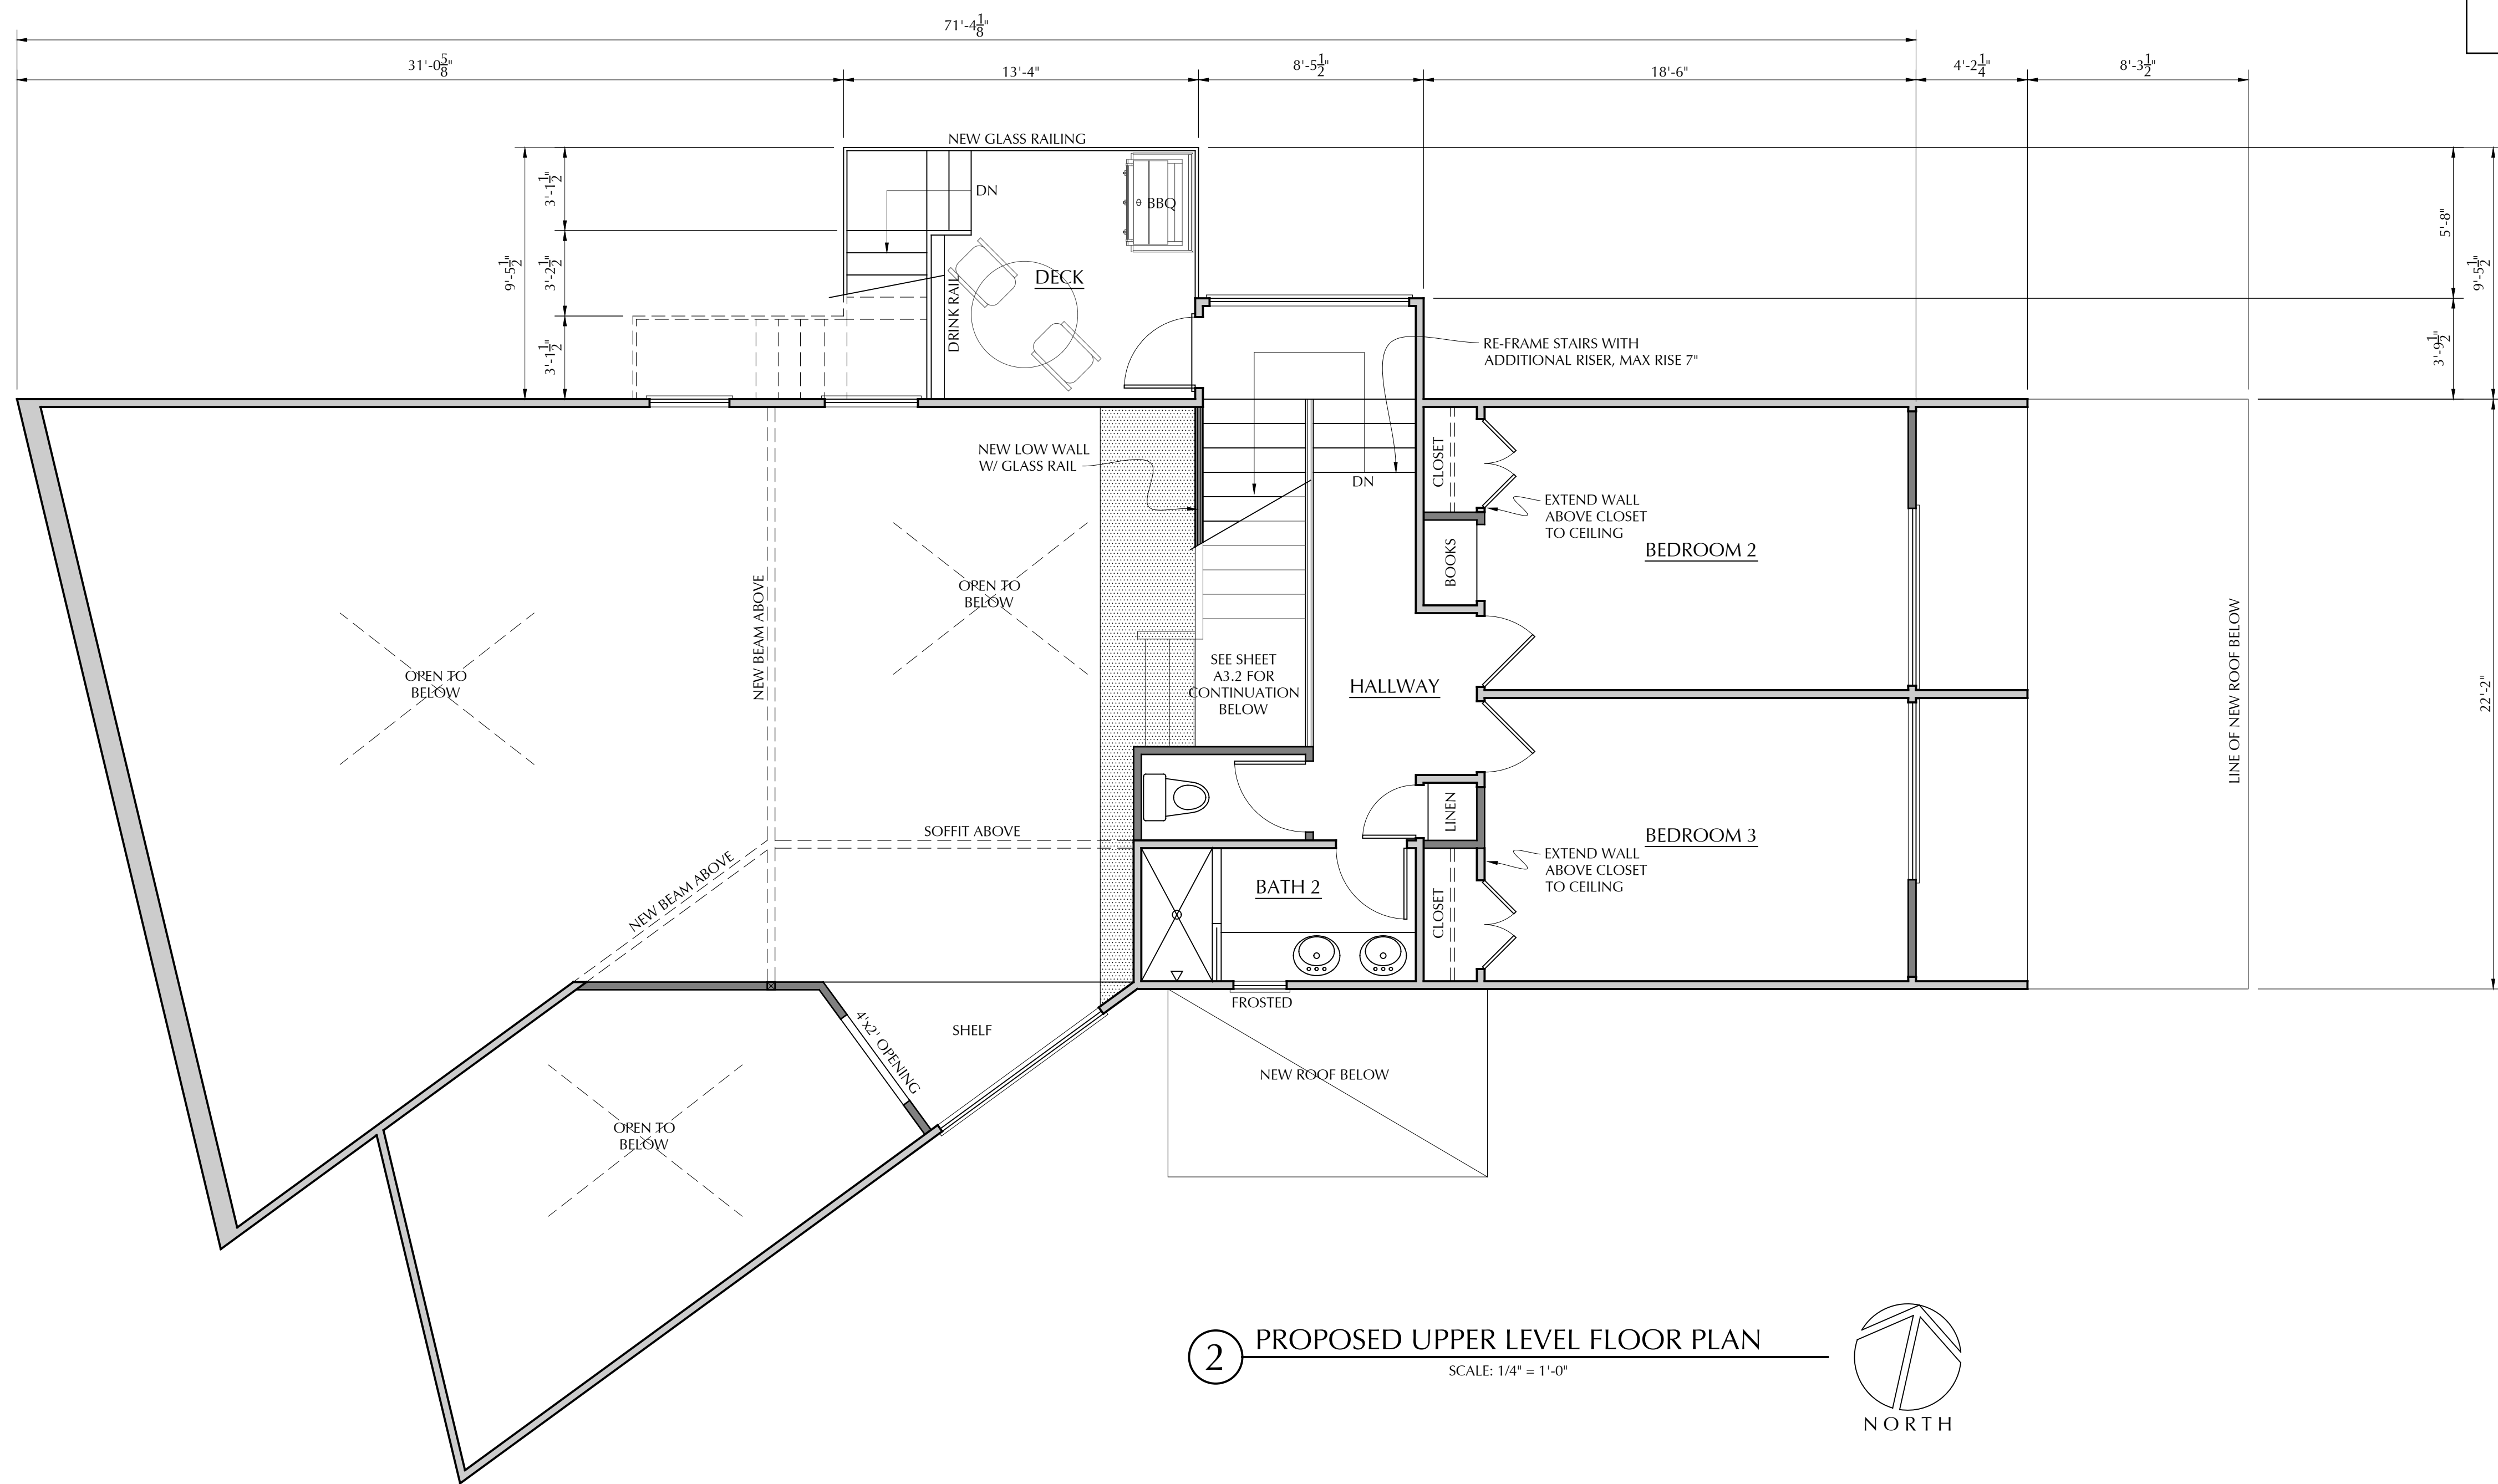 71'-4 1/8"
31'-0 5/8"
13'-4"
8'-5 1/2"
18'-6"
4'-2 1/4"
8'-3 1/2"
NEW GLASS RAILING
DN
BBQ
DECK
DRINK RAIL
3'-1 1/2"
9'-5 1/2"
3'-2 1/2"
3'-1 1/2"
5'-8"
9'-5 1/2"
3'-9 1/2"
RE-FRAME STAIRS WITH
ADDITIONAL RISER, MAX RISE 7"
NEW LOW WALL
W/ GLASS RAIL
DN
CLOSET
EXTEND WALL
ABOVE CLOSET
TO CEILING
BOOKS
BEDROOM 2
OPEN TO
BELOW
NEW BEAM ABOVE
OPEN TO
BELOW
SEE SHEET
A3.2 FOR
CONTINUATION
BELOW
HALLWAY
LINE OF NEW ROOF BELOW
22'-2"
LINEN
SOFFIT ABOVE
BEDROOM 3
NEW BEAM ABOVE
EXTEND WALL
ABOVE CLOSET
TO CEILING
BATH 2
CLOSET
FROSTED
SHELF
4'x2' OPENING
NEW ROOF BELOW
OPEN TO
BELOW
2
PROPOSED UPPER LEVEL FLOOR PLAN
SCALE: 1/4" = 1'-0"
NORTH